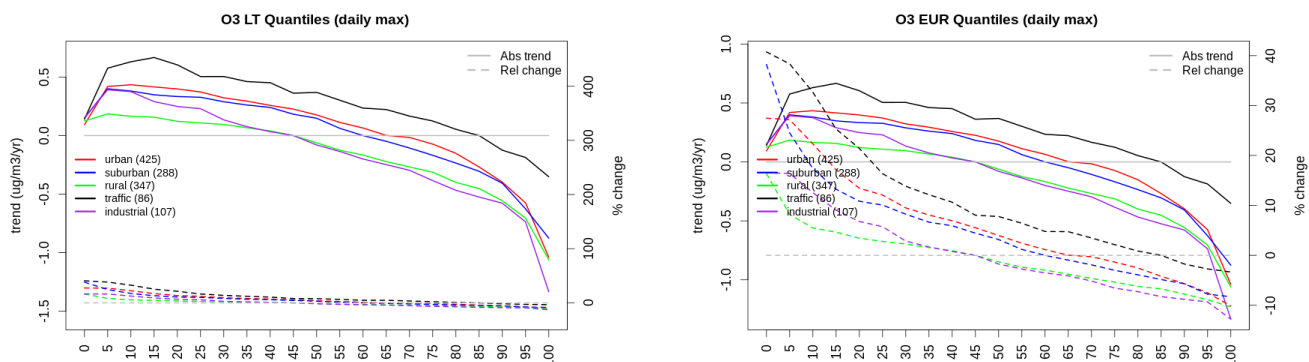 O3 LT Quantiles (daily max)
Abs trend
Rel change
0.5
0.0
-0.5
-1.0
-1.5
trend (ug/m3/yr)
400
300
200
100
0
% change
urban (425)
suburban (288)
rural (347)
traffic (86)
industrial (107)
0 5 10 15 20 25 30 35 40 45 50 55 60 65 70 75 80 85 90 95 .00
O3 EUR Quantiles (daily max)
Abs trend
Rel change
1.0
0.5
0.0
-0.5
-1.0
trend (ug/m3/yr)
40
30
20
10
0
-10
% change
urban (425)
suburban (288)
rural (347)
traffic (86)
industrial (107)
0 5 10 15 20 25 30 35 40 45 50 55 60 65 70 75 80 85 90 95 .00